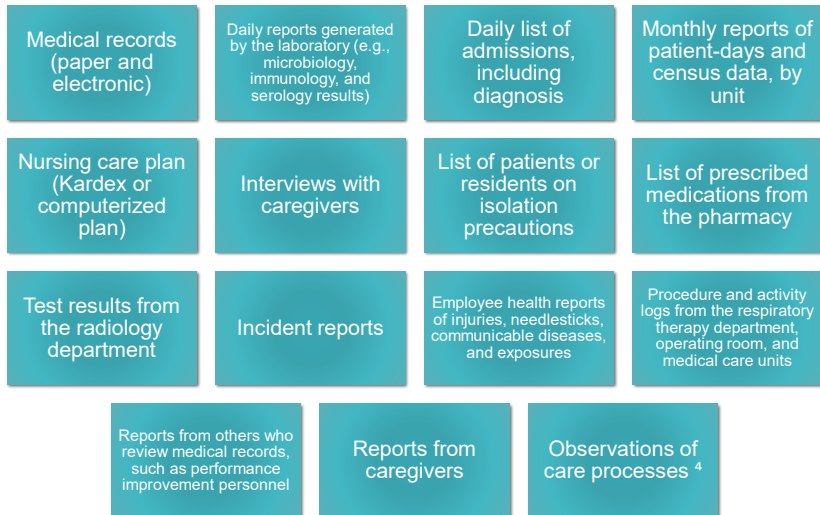 Medical records
(paper and
electronic)
Daily reports generated
by the laboratory (e.g.,
microbiology,
immunology, and
serology results)
Daily list of
admissions,
including
diagnosis
Monthly reports of
patient-days and
census data, by
unit
Nursing care plan
(Kardex or
computerized
plan)
Interviews with
caregivers
List of patients or
residents on
isolation
precautions
List of prescribed
medications from
the pharmacy
Test results from
the radiology
department
Incident reports
Employee health reports
of injuries, needlesticks,
communicable diseases,
and exposures
Procedure and activity
logs from the respiratory
therapy department,
operating room, and
medical care units
Reports from others who
review medical records,
such as performance
improvement personnel
Reports from
caregivers
Observations of
care processes ⁴